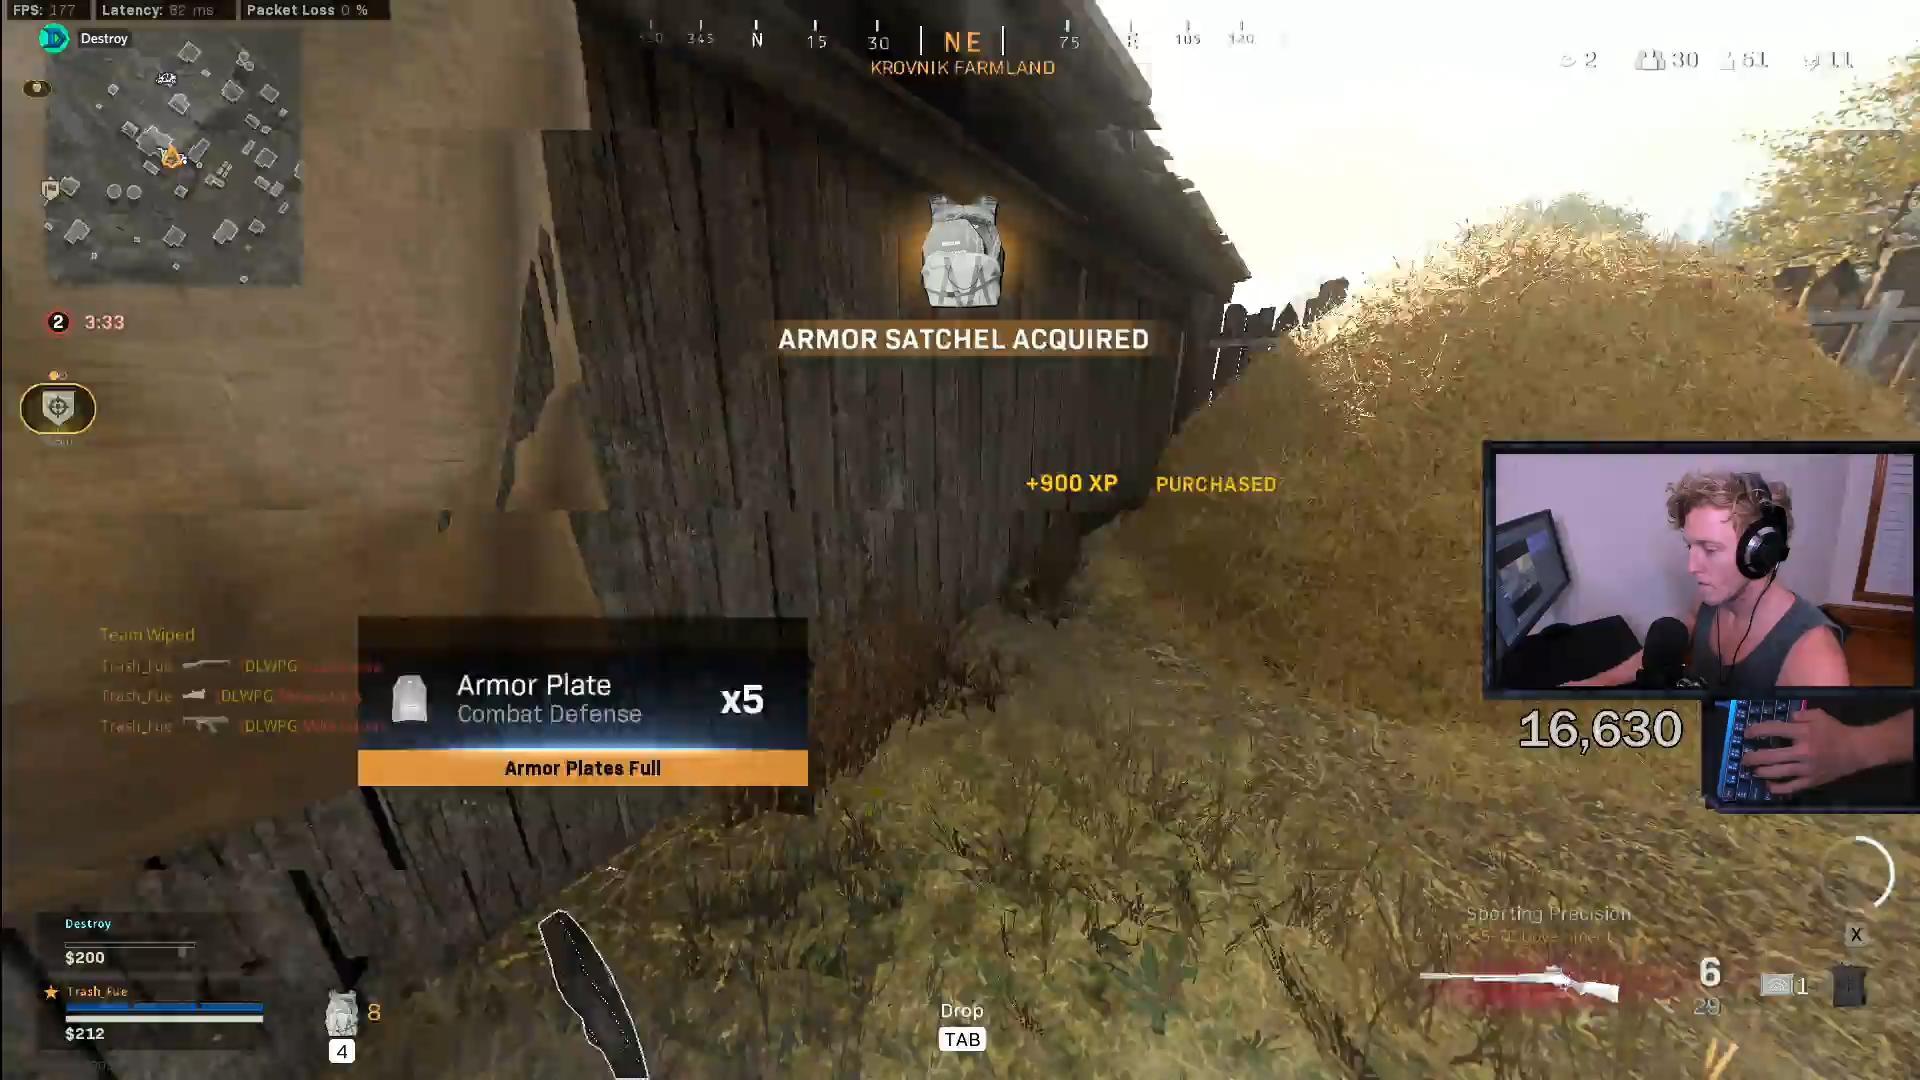 FPS: 177 Latency: 82 ms Packet Loss 0 %
Destroy
345 N 15 30 NE 75 105 120
KROVNIK FARMLAND
2 30 61 11
2 3:33
ARMOR SATCHEL ACQUIRED
+900 XP PURCHASED
Team Wiped
Trash_Fue [DLWPG
Trash_Fue [DLWPG
Trash_Fue [DLWPG
Armor Plate
Combat Defense
x5
Armor Plates Full
16,630
Destroy
$200
Trash_Fue
$212
8
4
Drop
TAB
Sporting Precision
X
6
29
1